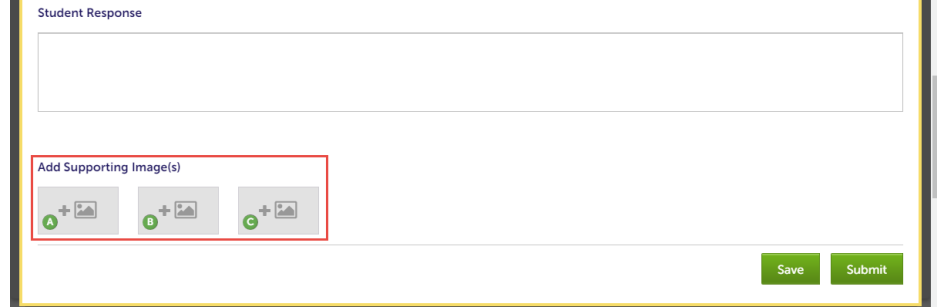 Student Response
Add Supporting Image(s)
A B C
Save Submit